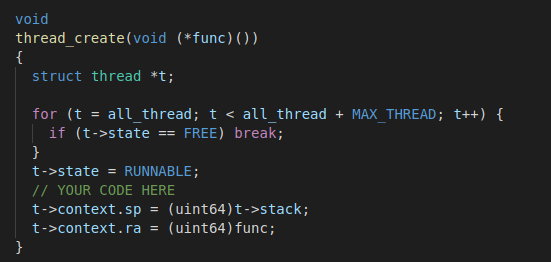 void
thread_create(void (*func)())
{
  struct thread *t;

  for (t = all_thread; t < all_thread + MAX_THREAD; t++) {
    if (t->state == FREE) break;
  }
  t->state = RUNNABLE;
  // YOUR CODE HERE
  t->context.sp = (uint64)t->stack;
  t->context.ra = (uint64)func;
}